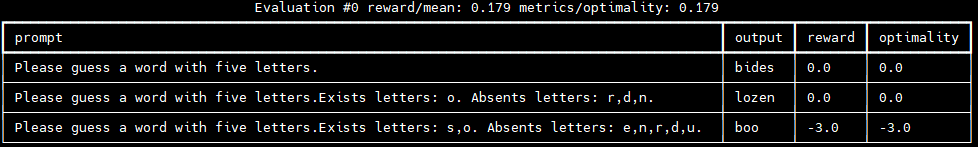 Evaluation #0 reward/mean: 0.179 metrics/optimality: 0.179
prompt output reward optimality
Please guess a word with five letters. bides 0.0 0.0
Please guess a word with five letters.Exists letters: o. Absents letters: r,d,n. lozen 0.0 0.0
Please guess a word with five letters.Exists letters: s,o. Absents letters: e,n,r,d,u. boo -3.0 -3.0